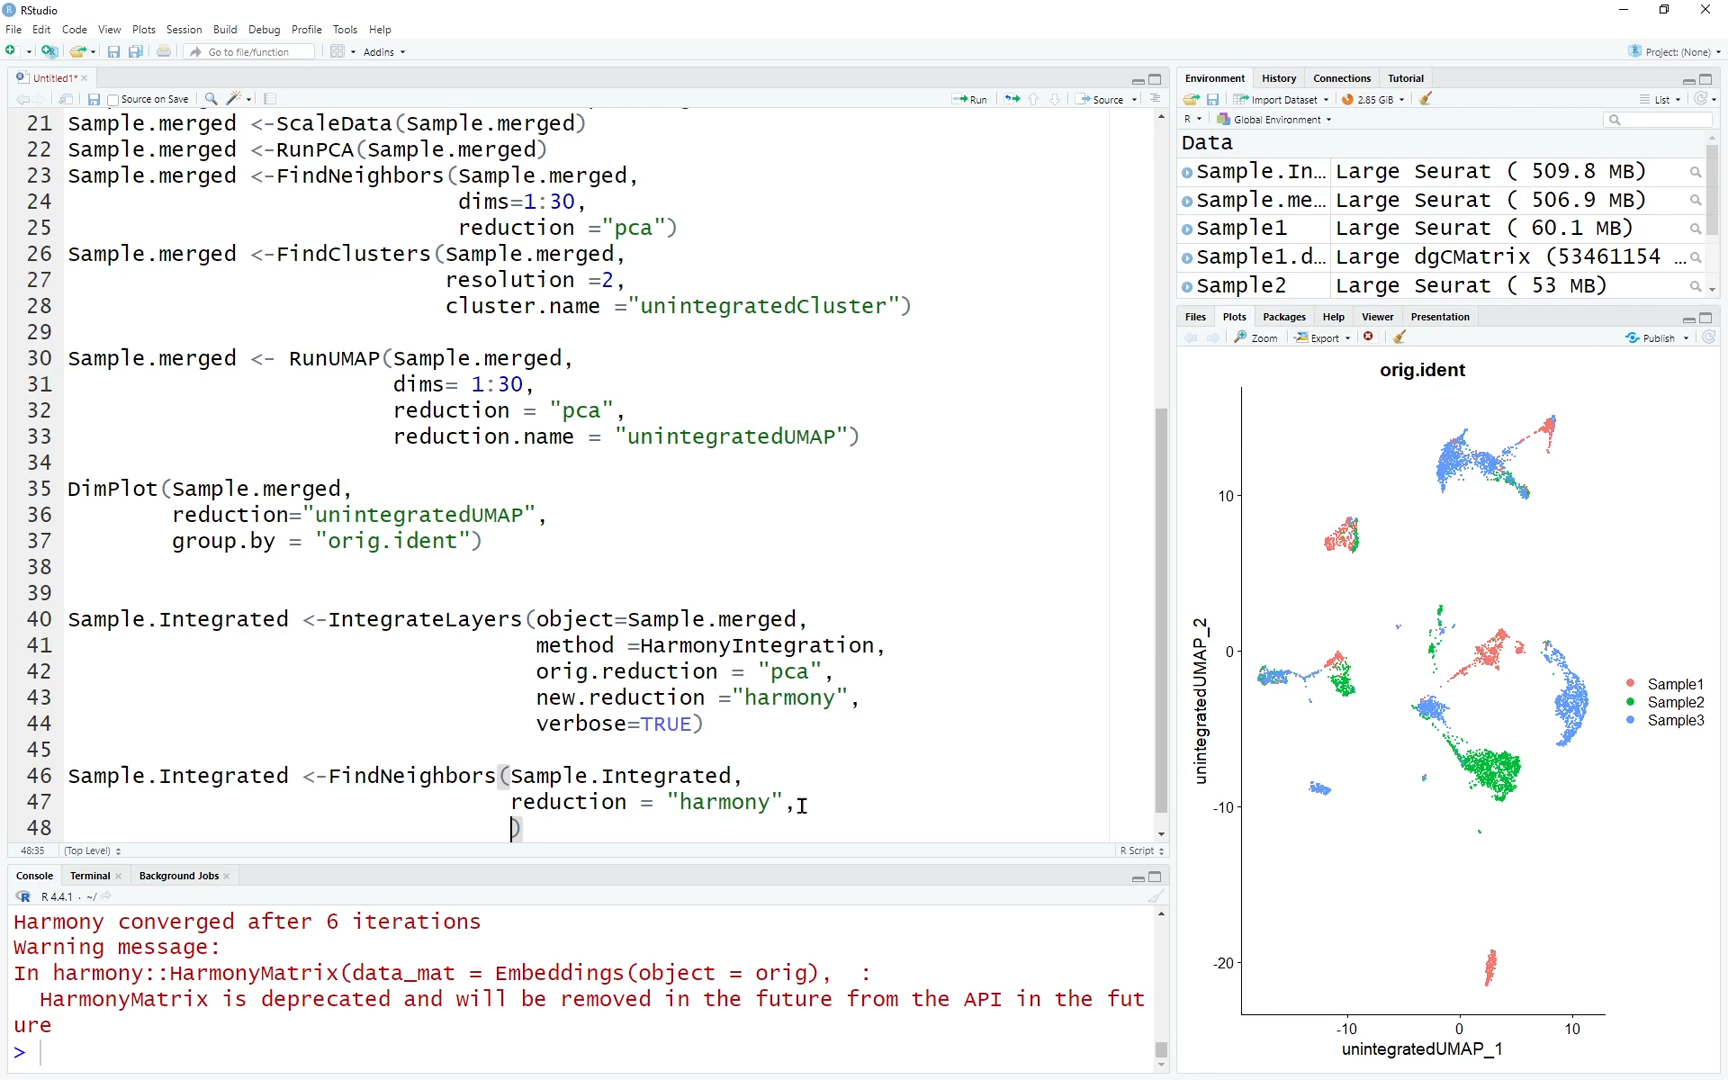 RStudio
File Edit Code View Plots Session Build Debug Profile Tools Help
Go to file/function Addins Project: (None)
Untitled1*
Source on Save Run Source
21 Sample.merged <-ScaleData(Sample.merged)
22 Sample.merged <-RunPCA(Sample.merged)
23 Sample.merged <-FindNeighbors(Sample.merged,
24 dims=1:30,
25 reduction ="pca")
26 Sample.merged <-FindClusters(Sample.merged,
27 resolution =2,
28 cluster.name ="unintegratedCluster")
29
30 Sample.merged <- RunUMAP(Sample.merged,
31 dims= 1:30,
32 reduction = "pca",
33 reduction.name = "unintegratedUMAP")
34
35 DimPlot(Sample.merged,
36 reduction="unintegratedUMAP",
37 group.by = "orig.ident")
38
39
40 Sample.Integrated <-IntegrateLayers(object=Sample.merged,
41 method =HarmonyIntegration,
42 orig.reduction = "pca",
43 new.reduction ="harmony",
44 verbose=TRUE)
45
46 Sample.Integrated <-FindNeighbors(Sample.Integrated,
47 reduction = "harmony",
48 )
48:35 (Top Level) R Script
Console Terminal Background Jobs
R 4.4.1 · ~/
Harmony converged after 6 iterations
Warning message:
In harmony::HarmonyMatrix(data_mat = Embeddings(object = orig), :
HarmonyMatrix is deprecated and will be removed in the future from the API in the fut
ure
>
Environment History Connections Tutorial
Import Dataset 2.85 GiB List
R Global Environment
Data
Sample.In… Large Seurat ( 509.8 MB)
Sample.me… Large Seurat ( 506.9 MB)
Sample1 Large Seurat ( 60.1 MB)
Sample1.d… Large dgCMatrix (53461154 …
Sample2 Large Seurat ( 53 MB)
Files Plots Packages Help Viewer Presentation
Zoom Export Publish
orig.ident
10
0
-10
-20
unintegratedUMAP_2
Sample1
Sample2
Sample3
-10 0 10
unintegratedUMAP_1